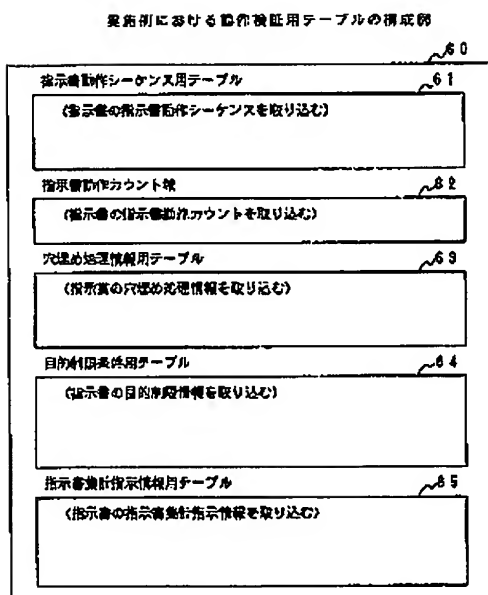 実施例における動作検証用テーブルの構成例
60
指示書動作シーケンス用テーブル
61
(指示書の指示書動作シーケンスを取り込む)
指示書動作カウント域
62
(指示書の指示書動作カウントを取り込む)
穴埋め処理情報用テーブル
63
(指示書の穴埋め処理情報を取り込む)
目的制限条件用テーブル
64
(指示書の目的制限情報を取り込む)
指示書集計指示情報用テーブル
65
(指示書の指示書集計指示情報を取り込む)